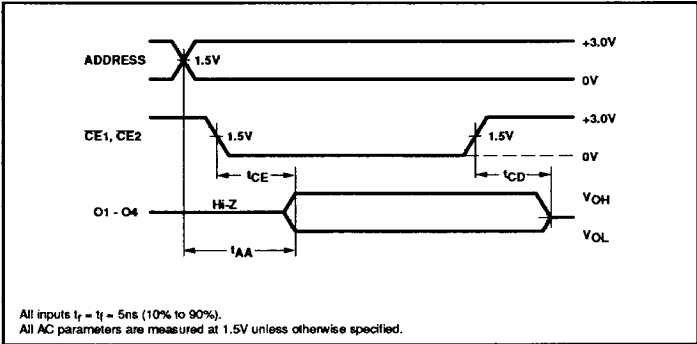 +3.0V
ADDRESS
1.5V
0V
+3.0V
CE1, CE2
1.5V
1.5V
0V
tCE
tCD
VOH
Hi-Z
O1 - O4
VOL
tAA
All inputs tr = tf = 5ns (10% to 90%).
All AC parameters are measured at 1.5V unless otherwise specified.